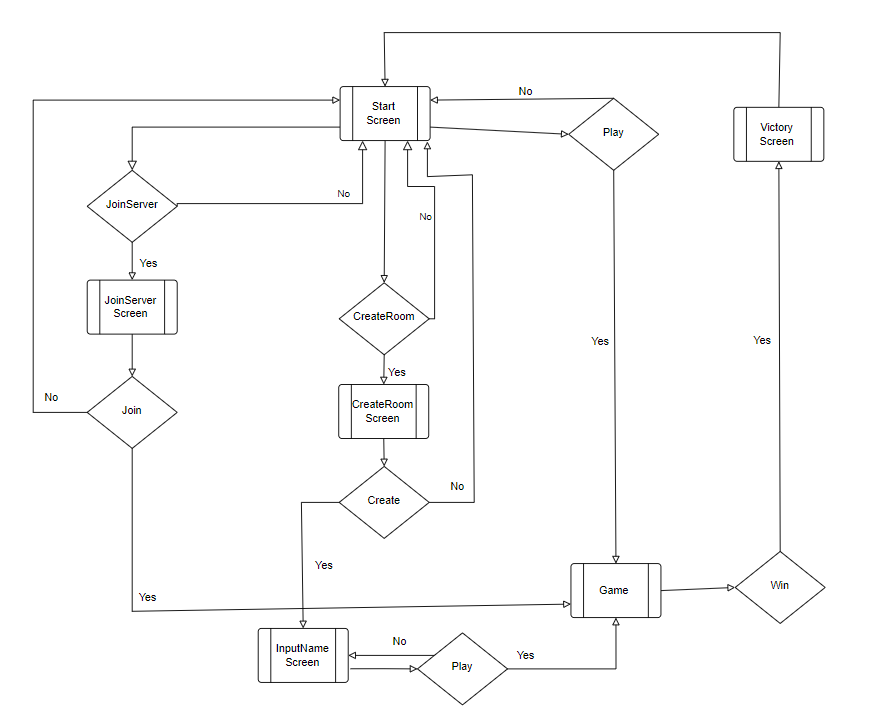 No
Start
Screen
Play
Victory
Screen
JoinServer
No
No
Yes
JoinServer
Screen
CreateRoom
Yes
Yes
Yes
CreateRoom
Screen
No
Join
No
Create
Yes
Win
Game
Yes
No
InputName
Screen
Play
Yes